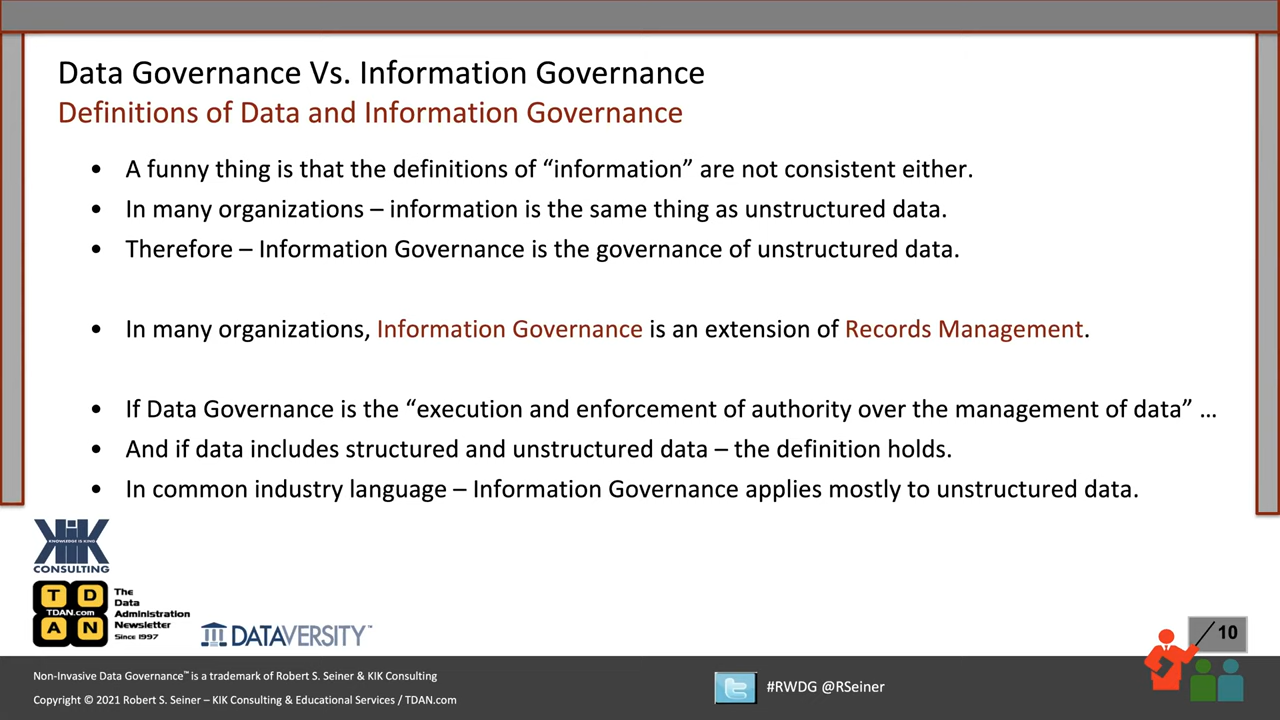 Data Governance Vs. Information Governance
Definitions of Data and Information Governance
• A funny thing is that the definitions of “information” are not consistent either.
• In many organizations – information is the same thing as unstructured data.
• Therefore – Information Governance is the governance of unstructured data.
• In many organizations, Information Governance is an extension of Records Management.
• If Data Governance is the “execution and enforcement of authority over the management of data” …
• And if data includes structured and unstructured data – the definition holds.
• In common industry language – Information Governance applies mostly to unstructured data.
KIK
KNOWLEDGE IS KING
CONSULTING
T D
TDAN.com
A N
The
Data
Administration
Newsletter
Since 1997
DATAVERSITY™
10
Non-Invasive Data Governance™ is a trademark of Robert S. Seiner & KIK Consulting
Copyright © 2021 Robert S. Seiner – KIK Consulting & Educational Services / TDAN.com
#RWDG @RSeiner